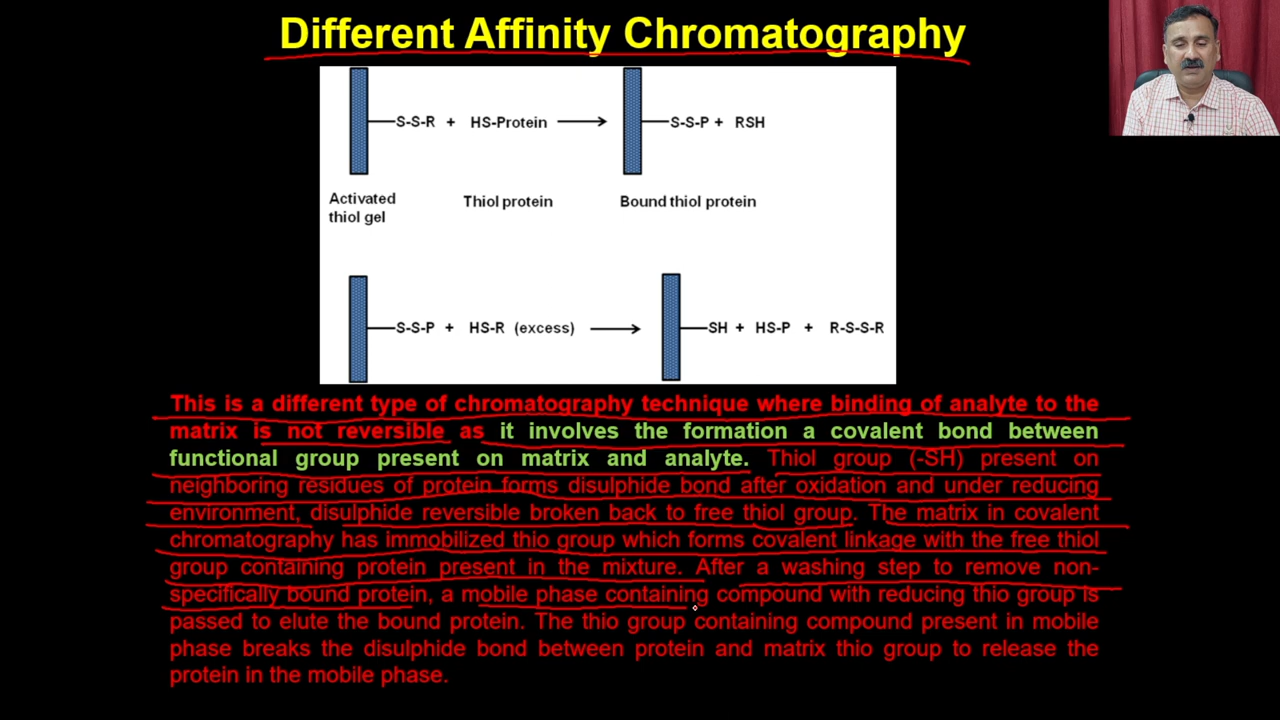 Different Affinity Chromatography
S-S-R + HS-Protein S-S-P + RSH
Activated thiol gel Thiol protein Bound thiol protein
S-S-P + HS-R (excess) SH + HS-P + R-S-S-R
This is a different type of chromatography technique where binding of analyte to the
matrix is not reversible as it involves the formation a covalent bond between
functional group present on matrix and analyte. Thiol group (-SH) present on
neighboring residues of protein forms disulphide bond after oxidation and under reducing
environment, disulphide reversible broken back to free thiol group. The matrix in covalent
chromatography has immobilized thio group which forms covalent linkage with the free thiol
group containing protein present in the mixture. After a washing step to remove non-
specifically bound protein, a mobile phase containing compound with reducing thio group is
passed to elute the bound protein. The thio group containing compound present in mobile
phase breaks the disulphide bond between protein and matrix thio group to release the
protein in the mobile phase.